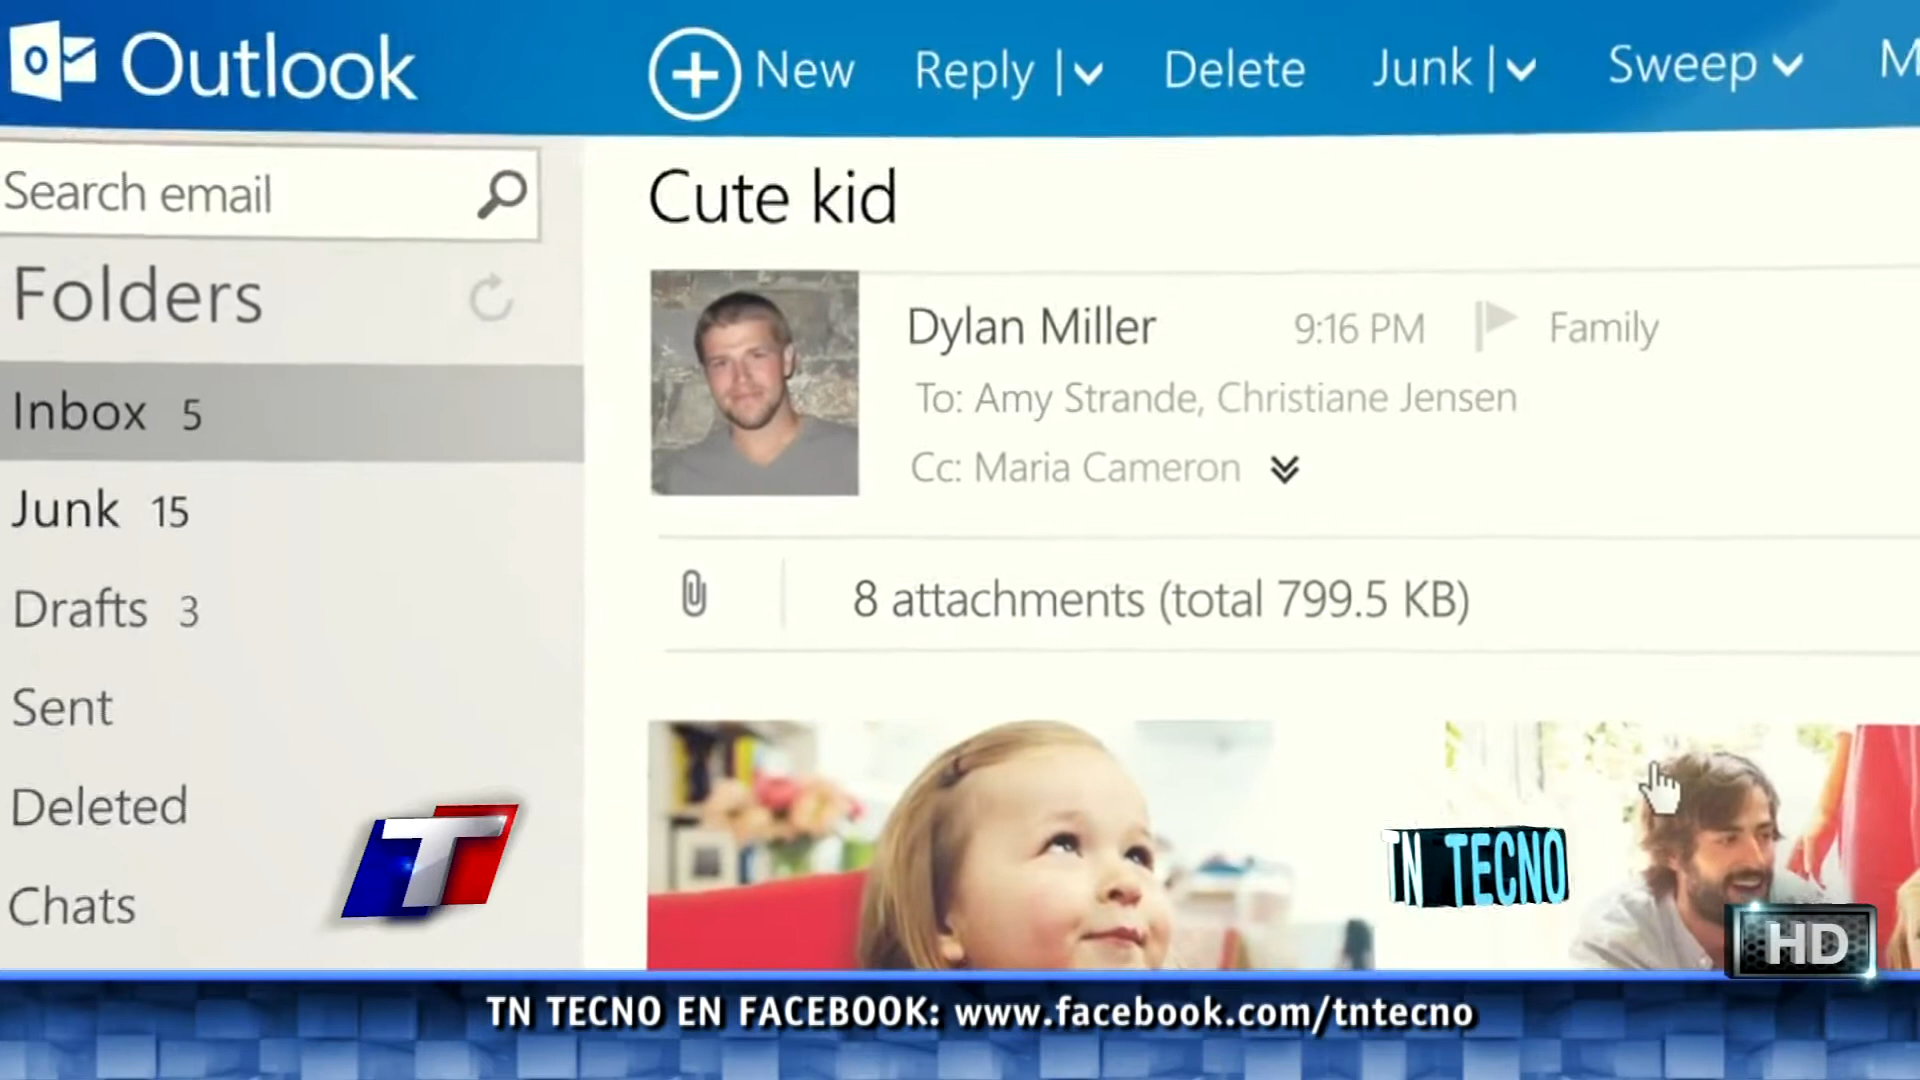 Outlook
New
Reply
Delete
Junk
Sweep
Search email
Folders
Inbox 5
Junk 15
Drafts 3
Sent
Deleted
Chats
Cute kid
Dylan Miller 9:16 PM Family
To: Amy Strande, Christiane Jensen
Cc: Maria Cameron
8 attachments (total 799.5 KB)
T
TN TECNO
HD
TN TECNO EN FACEBOOK: www.facebook.com/tntecno